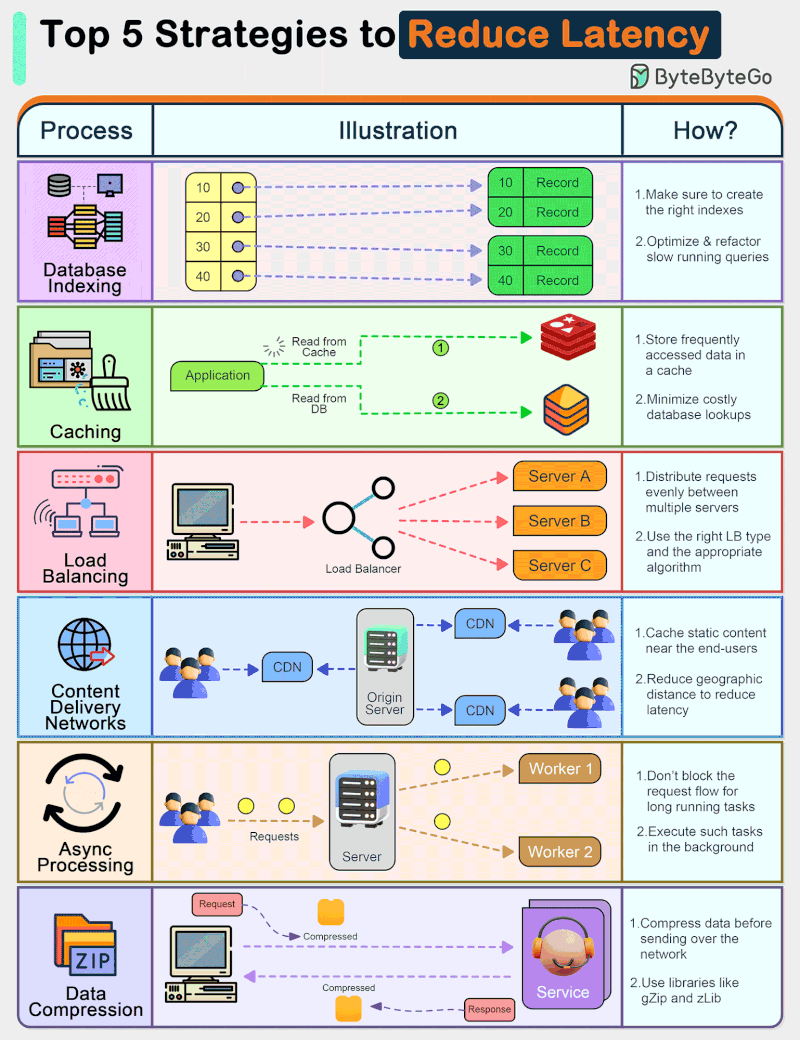 Top 5 Strategies to Reduce Latency
ByteByteGo
Process
Illustration
How?
Database
Indexing
10
20
30
40
10 Record
20 Record
30 Record
40 Record
1.Make sure to create
the right indexes
2.Optimize & refactor
slow running queries
Caching
Application
Read from
Cache
1
Read from
DB
2
1.Store frequently
accessed data in
a cache
2.Minimize costly
database lookups
Load
Balancing
Load Balancer
Server A
Server B
Server C
1.Distribute requests
evenly between
multiple servers
2.Use the right LB type
and the appropriate
algorithm
Content
Delivery
Networks
CDN
Origin
Server
CDN
CDN
1.Cache static content
near the end-users
2.Reduce geographic
distance to reduce
latency
Async
Processing
Requests
Server
Worker 1
Worker 2
1.Don’t block the
request flow for
long running tasks
2.Execute such tasks
in the background
ZIP
Data
Compression
Request
Compressed
Compressed
Response
Service
1.Compress data before
sending over the
network
2.Use libraries like
gZip and zLib